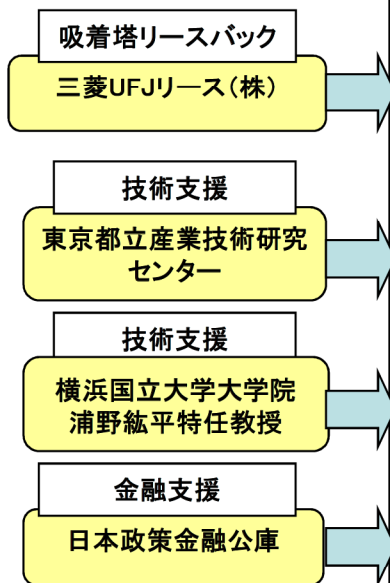 吸着塔リースバック
三菱UFJリース(株)
技術支援
東京都立産業技術研究
センター
技術支援
横浜国立大学大学院
浦野紘平特任教授
金融支援
日本政策金融公庫